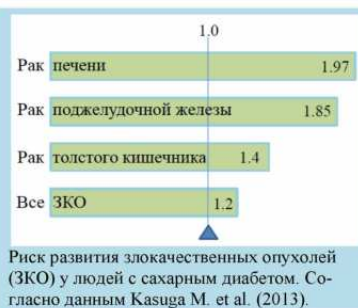 1.0
Рак печени 1.97
Рак поджелудочной железы 1.85
Рак толстого кишечника 1.4
Все ЗКО 1.2
Риск развития злокачественных опухолей
(ЗКО) у людей с сахарным диабетом. Со-
гласно данным Kasuga M. et al. (2013).